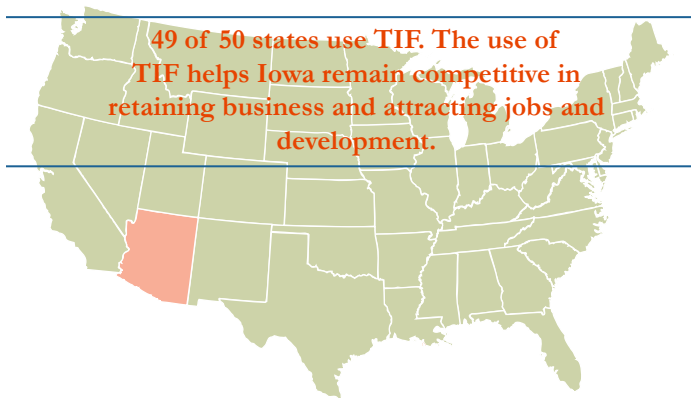 49 of 50 states use TIF. The use of
TIF helps Iowa remain competitive in
retaining business and attracting jobs and
development.